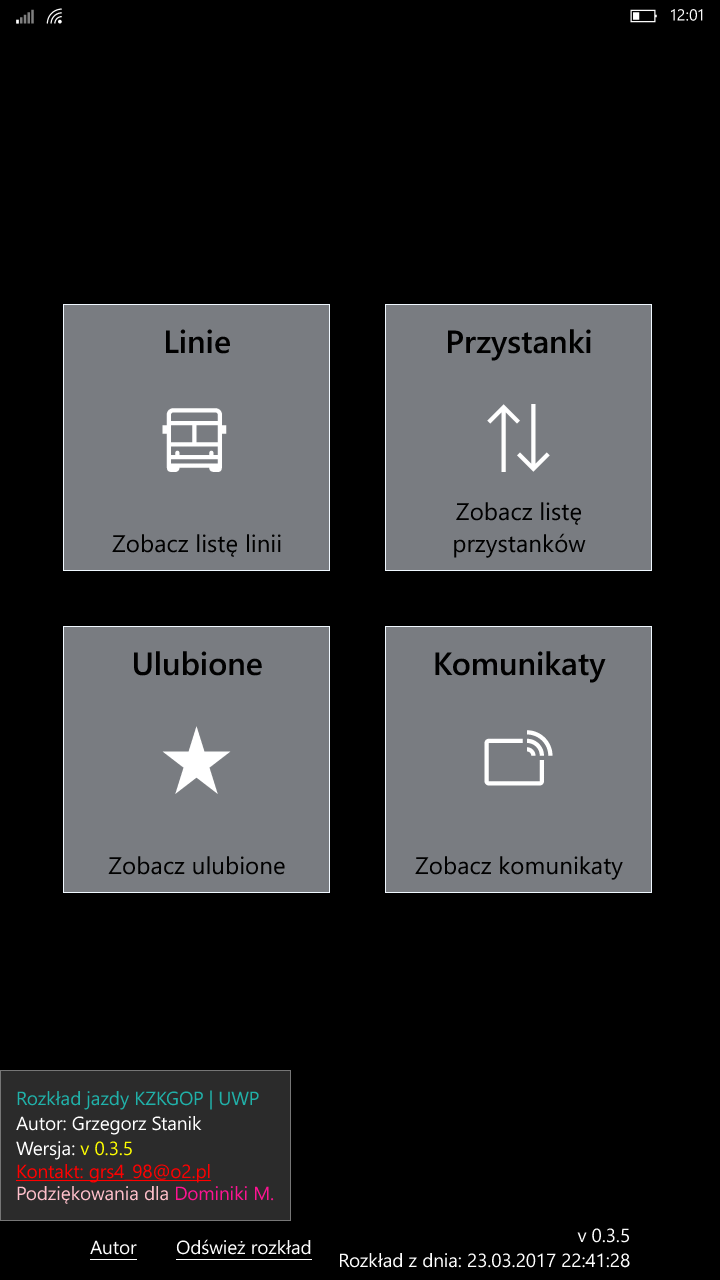 12:01
Linie
Zobacz listę linii
Przystanki
Zobacz listę
przystanków
Ulubione
Zobacz ulubione
Komunikaty
Zobacz komunikaty
Rozkład jazdy KZKGOP | UWP
Autor: Grzegorz Stanik
Wersja: v 0.3.5
Kontakt: grs4_98@o2.pl
Podziękowania dla Dominiki M.
Autor
Odśwież rozkład
v 0.3.5
Rozkład z dnia: 23.03.2017 22:41:28